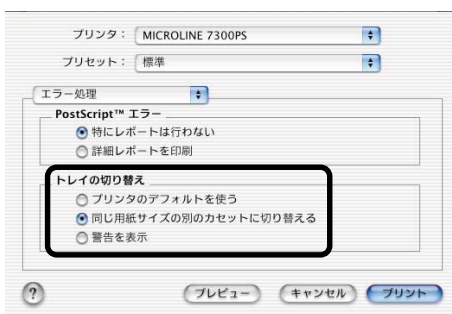 プリンタ： MICROLINE 7300PS
プリセット： 標準
エラー処理
PostScript™ エラー
特にレポートは行わない
詳細レポートを印刷
トレイの切り替え
プリンタのデフォルトを使う
同じ用紙サイズの別のカセットに切り替える
警告を表示
? プレビュー キャンセル プリント